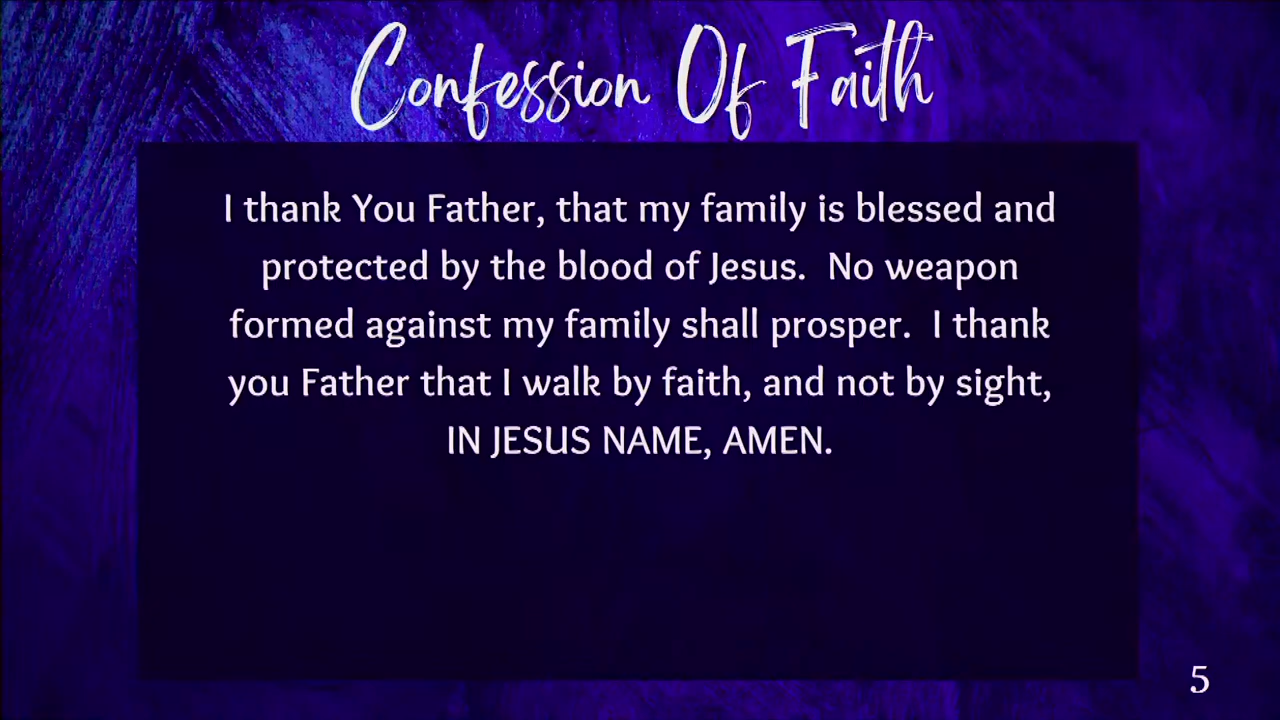 Confession Of Faith
I thank You Father, that my family is blessed and
protected by the blood of Jesus.  No weapon
formed against my family shall prosper.  I thank
you Father that I walk by faith, and not by sight,
IN JESUS NAME, AMEN.
5